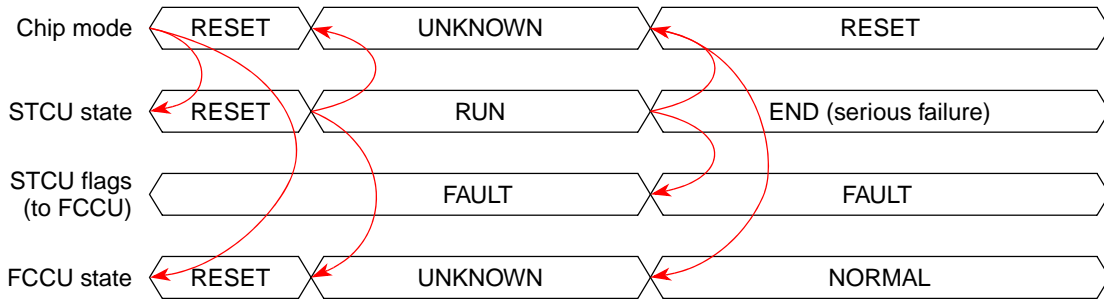 Chip mode RESET UNKNOWN RESET
STCU state RESET RUN END (serious failure)
STCU flags
(to FCCU) FAULT FAULT
FCCU state RESET UNKNOWN NORMAL